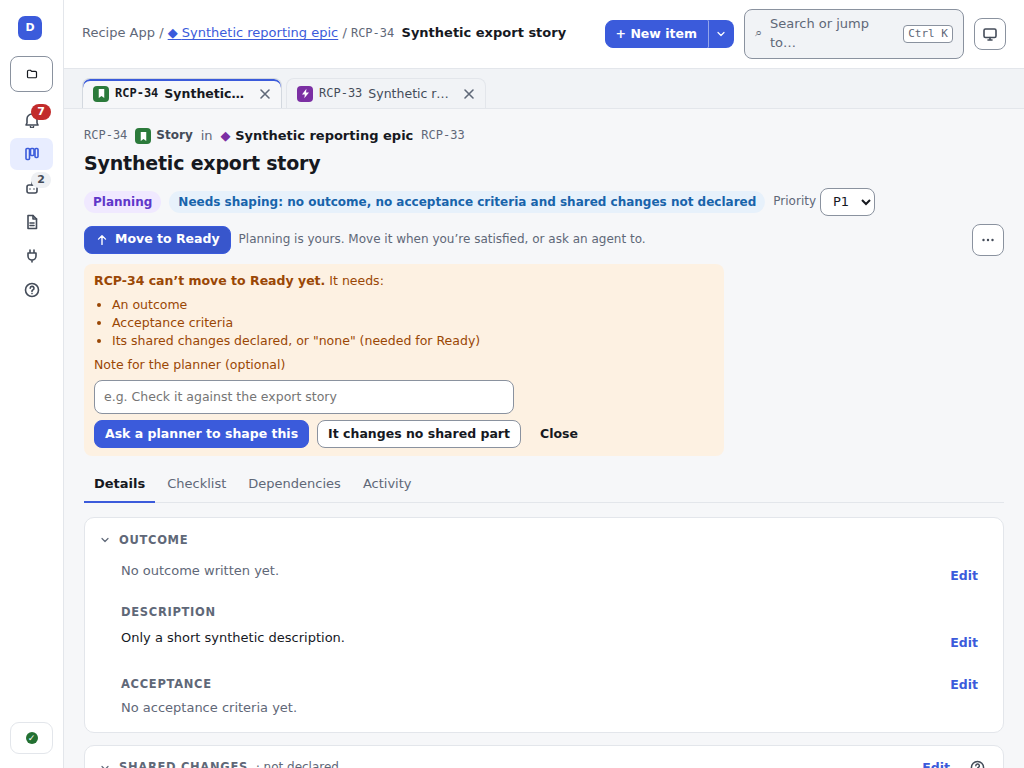 D
Recipe App / ◆ Synthetic reporting epic / RCP-34 Synthetic export story
+ New item
Search or jump to…
Ctrl K
7
2
RCP-34 Synthetic…
RCP-33 Synthetic r…
RCP-34 Story in ◆ Synthetic reporting epic RCP-33
Synthetic export story
Planning
Needs shaping: no outcome, no acceptance criteria and shared changes not declared
Priority P1
Move to Ready
Planning is yours. Move it when you’re satisfied, or ask an agent to.
RCP-34 can’t move to Ready yet. It needs:
• An outcome
• Acceptance criteria
• Its shared changes declared, or "none" (needed for Ready)
Note for the planner (optional)
e.g. Check it against the export story
Ask a planner to shape this
It changes no shared part
Close
Details Checklist Dependencies Activity
OUTCOME
No outcome written yet.
Edit
DESCRIPTION
Only a short synthetic description.
Edit
ACCEPTANCE
Edit
No acceptance criteria yet.
SHARED CHANGES · not declared
Edit